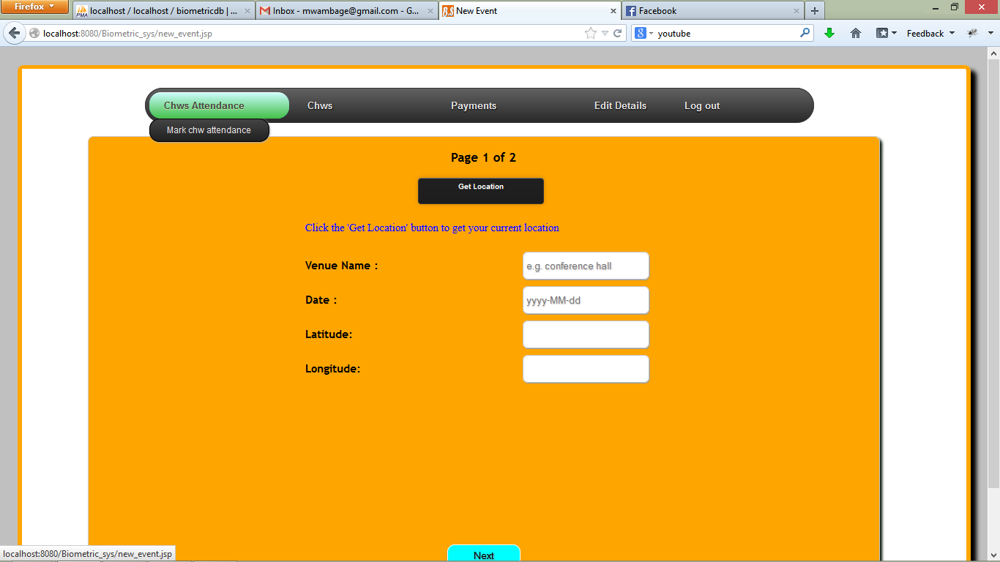 Firefox
localhost / localhost / biometricdb | ...
Inbox - mwambage@gmail.com - G...
New Event
Facebook
localhost:8080/Biometric_sys/new_event.jsp
youtube
Feedback
Chws Attendance
Chws
Payments
Edit Details
Log out
Mark chw attendance
Page 1 of 2
Get Location
Click the 'Get Location' button to get your current location
Venue Name :
e.g. conference hall
Date :
yyyy-MM-dd
Latitude:
Longitude:
Next
localhost:8080/Biometric_sys/new_event.jsp